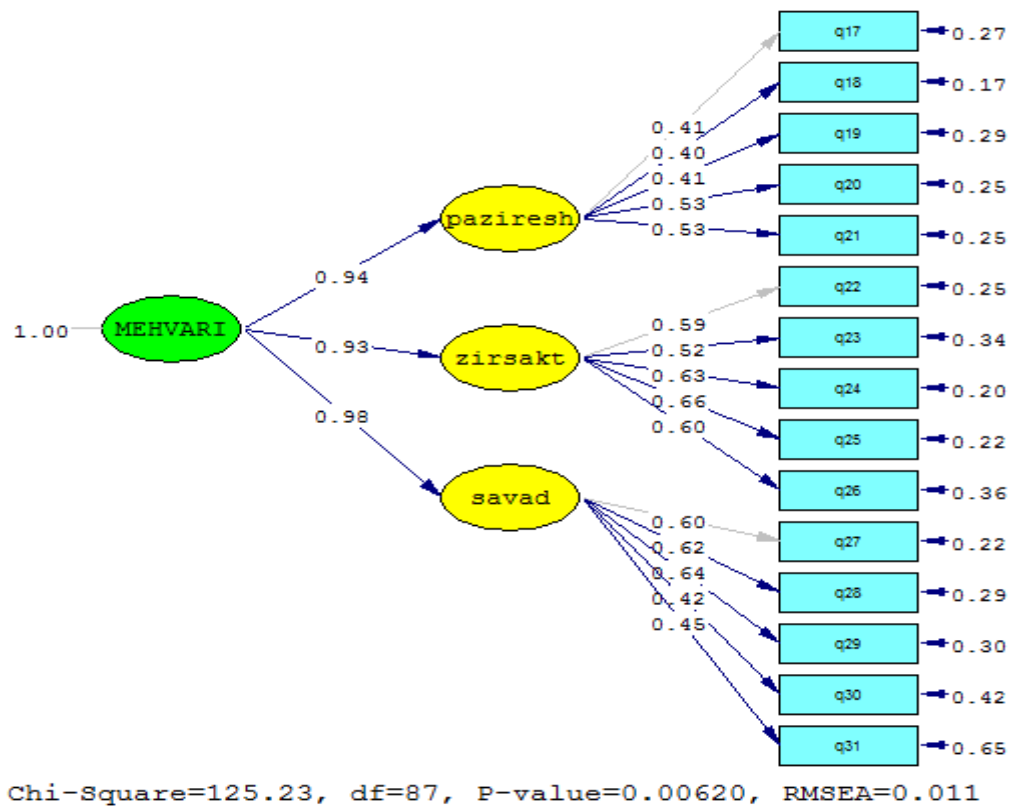 q17 0.27
q18 0.17
0.41
q19 0.29
0.40
0.41
q20 0.25
0.53
paziresh
0.53
q21 0.25
0.94
q22 0.25
1.00 MEHVARI
0.59
q23 0.34
0.93
0.52
zirsakt
0.63
q24 0.20
0.66
0.98
0.60
q25 0.22
q26 0.36
savad
0.60
q27 0.22
0.62
0.64
q28 0.29
0.42
0.45
q29 0.30
q30 0.42
q31 0.65
Chi-Square=125.23, df=87, P-value=0.00620, RMSEA=0.011